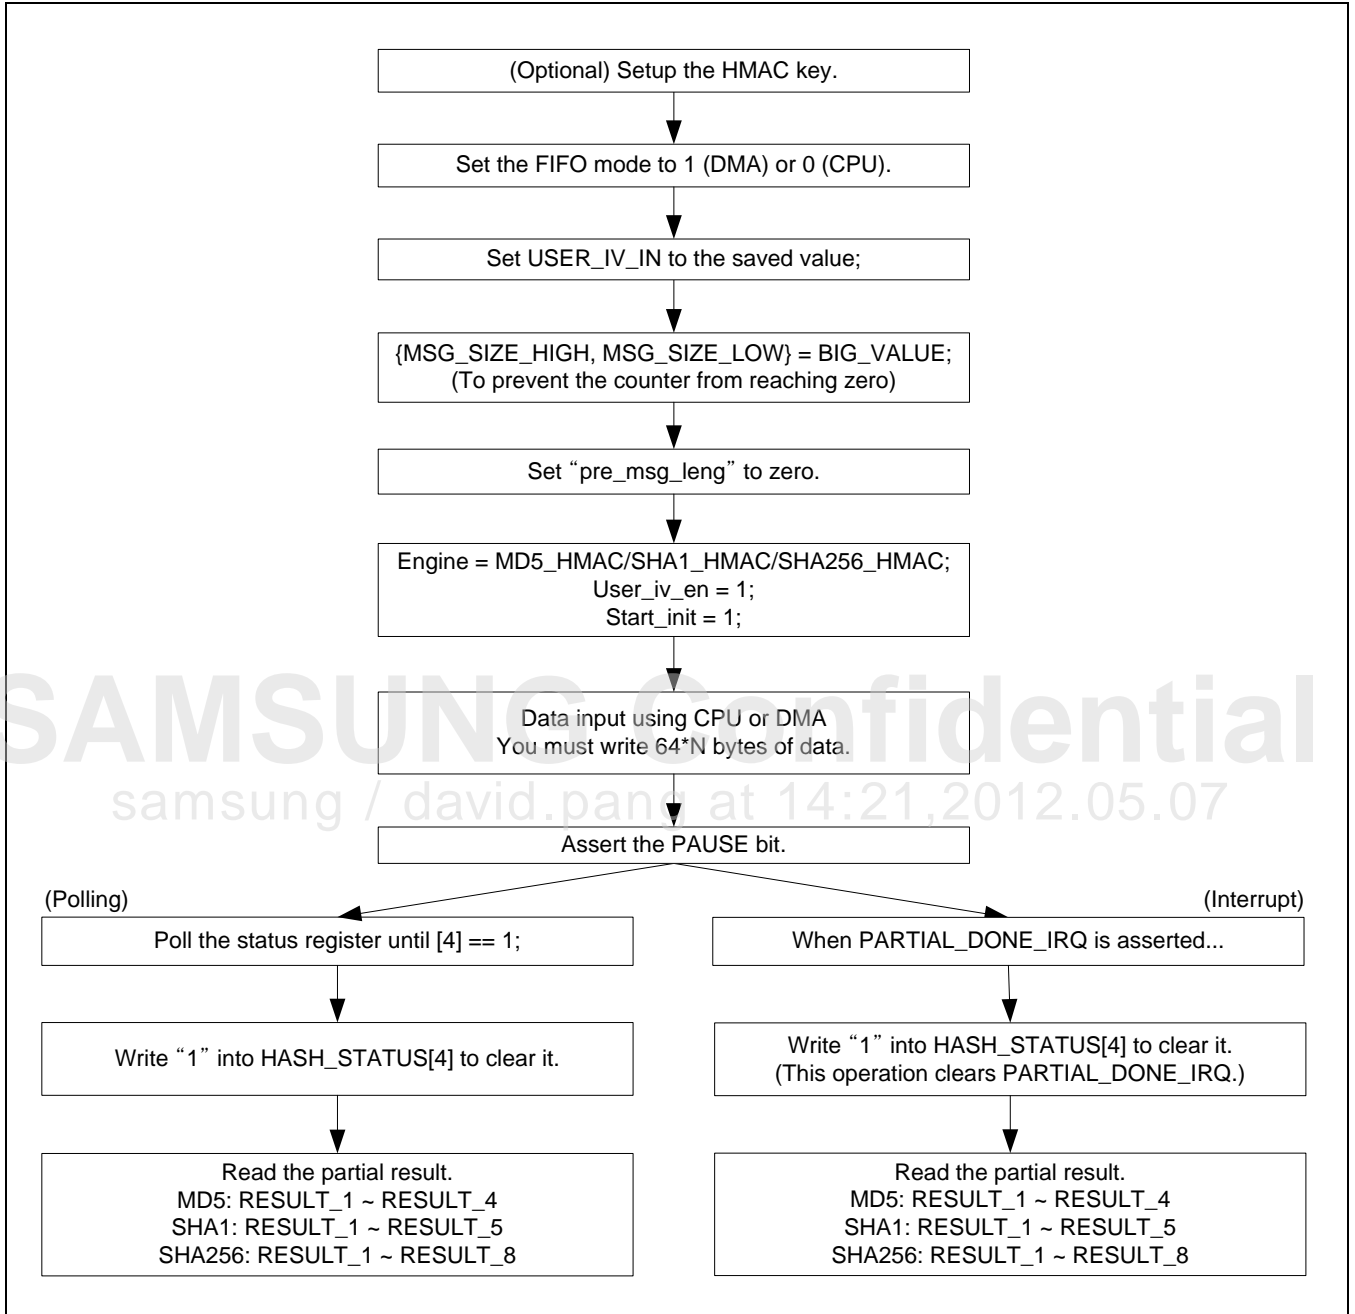 (Optional) Setup the HMAC key.
Set the FIFO mode to 1 (DMA) or 0 (CPU).
Set USER_IV_IN to the saved value;
{MSG_SIZE_HIGH, MSG_SIZE_LOW} = BIG_VALUE;
(To prevent the counter from reaching zero)
Set “pre_msg_leng” to zero.
Engine = MD5_HMAC/SHA1_HMAC/SHA256_HMAC;
User_iv_en = 1;
Start_init = 1;
SAMSUNG Confidential
Data input using CPU or DMA
You must write 64*N bytes of data.
samsung / david.pang at 14:21,2012.05.07
Assert the PAUSE bit.
(Polling)
Poll the status register until [4] == 1;
Write “1” into HASH_STATUS[4] to clear it.
Read the partial result.
MD5: RESULT_1 ~ RESULT_4
SHA1: RESULT_1 ~ RESULT_5
SHA256: RESULT_1 ~ RESULT_8
(Interrupt)
When PARTIAL_DONE_IRQ is asserted...
Write “1” into HASH_STATUS[4] to clear it.
(This operation clears PARTIAL_DONE_IRQ.)
Read the partial result.
MD5: RESULT_1 ~ RESULT_4
SHA1: RESULT_1 ~ RESULT_5
SHA256: RESULT_1 ~ RESULT_8